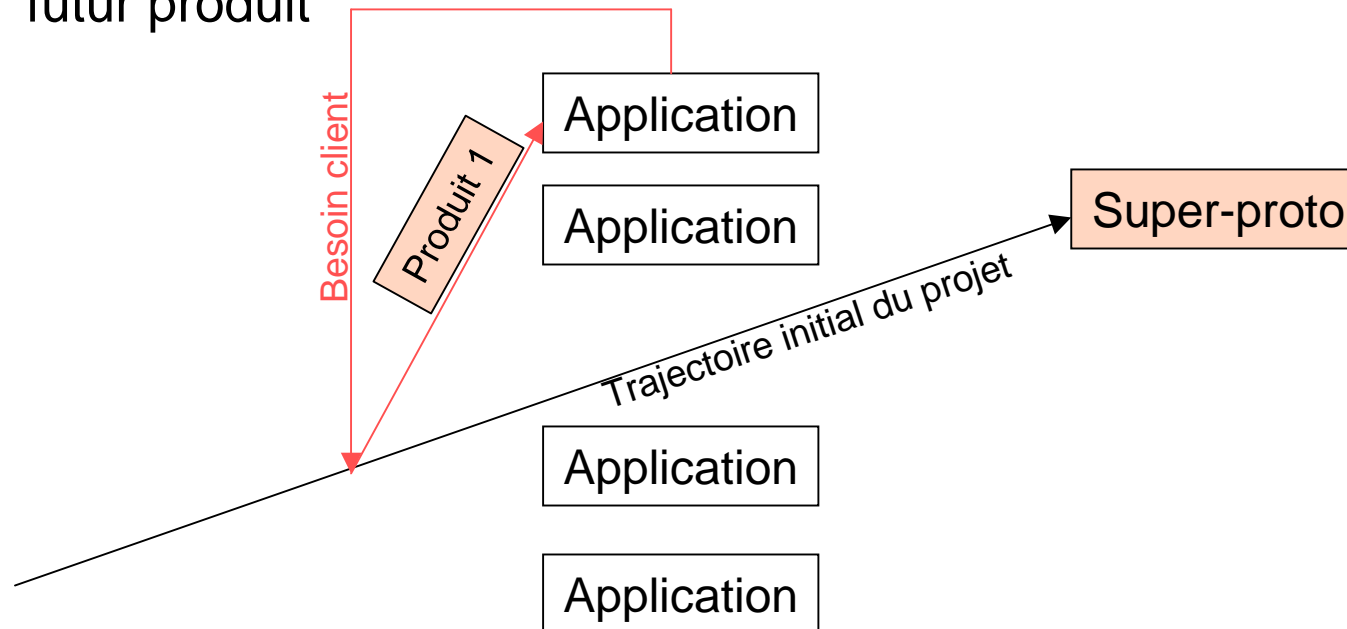 futur produit
Application
Besoin client
Produit 1
Application
Super-proto
Trajectoire initial du projet
Application
Application